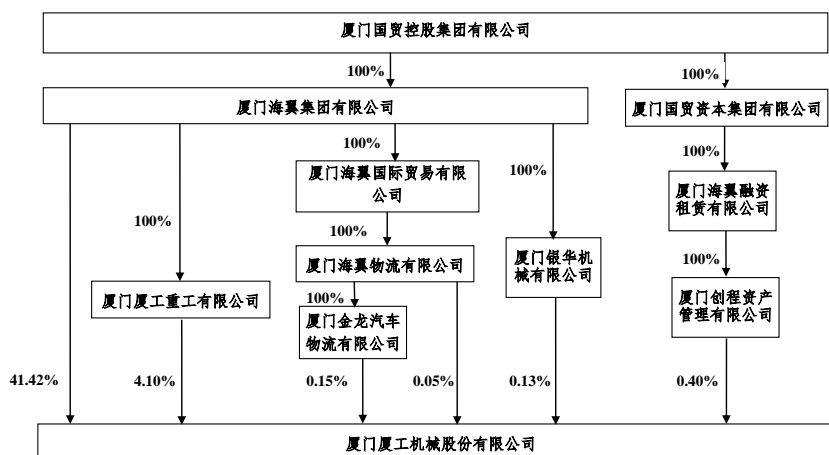 厦门国贸控股集团有限公司
100%
100%
厦门海翼集团有限公司
厦门国贸资本集团有限公司
100%
100%
100%
厦门海翼国际贸易有限
公司
厦门海翼融资
租赁有限公司
100%
100%
厦门银华机
械有限公司
100%
厦门海翼物流有限公司
厦门创程资产
管理有限公司
厦门厦工重工有限公司
100%
厦门金龙汽车
物流有限公司
41.42%
4.10%
0.15%
0.05%
0.13%
0.40%
厦门厦工机械股份有限公司